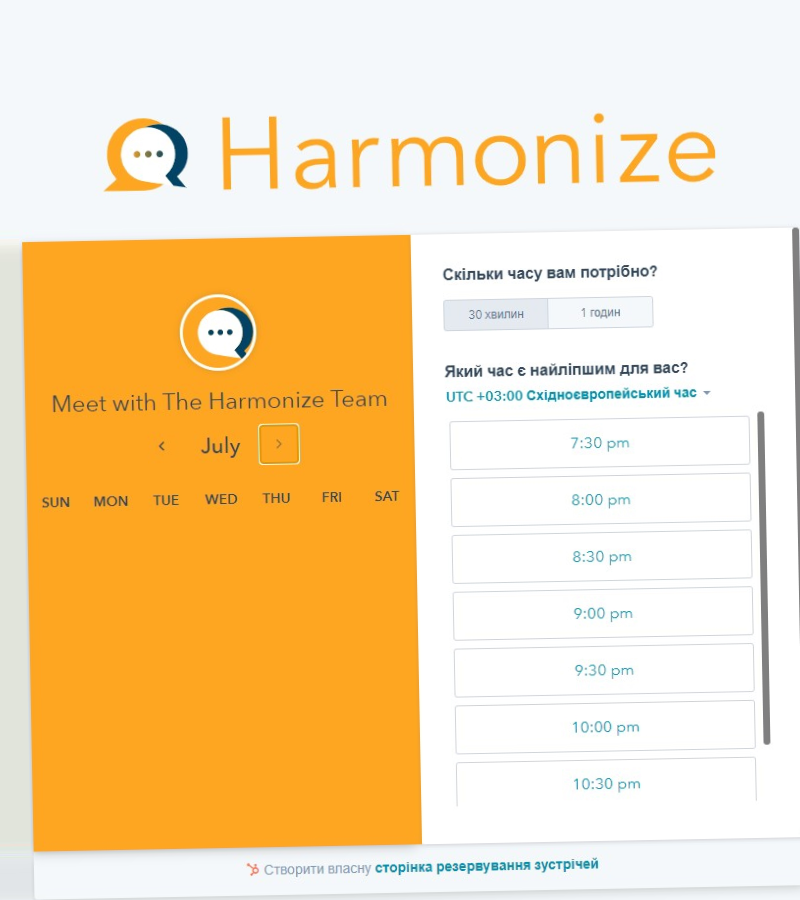 Harmonize
Meet with The Harmonize Team
July
SUN MON TUE WED THU FRI SAT
Скільки часу вам потрібно?
30 хвилин 1 годин
Який час є найліпшим для вас?
UTC +03:00 Східноєвропейський час
7:30 pm
8:00 pm
8:30 pm
9:00 pm
9:30 pm
10:00 pm
10:30 pm
Створити власну сторінка резервування зустрічей